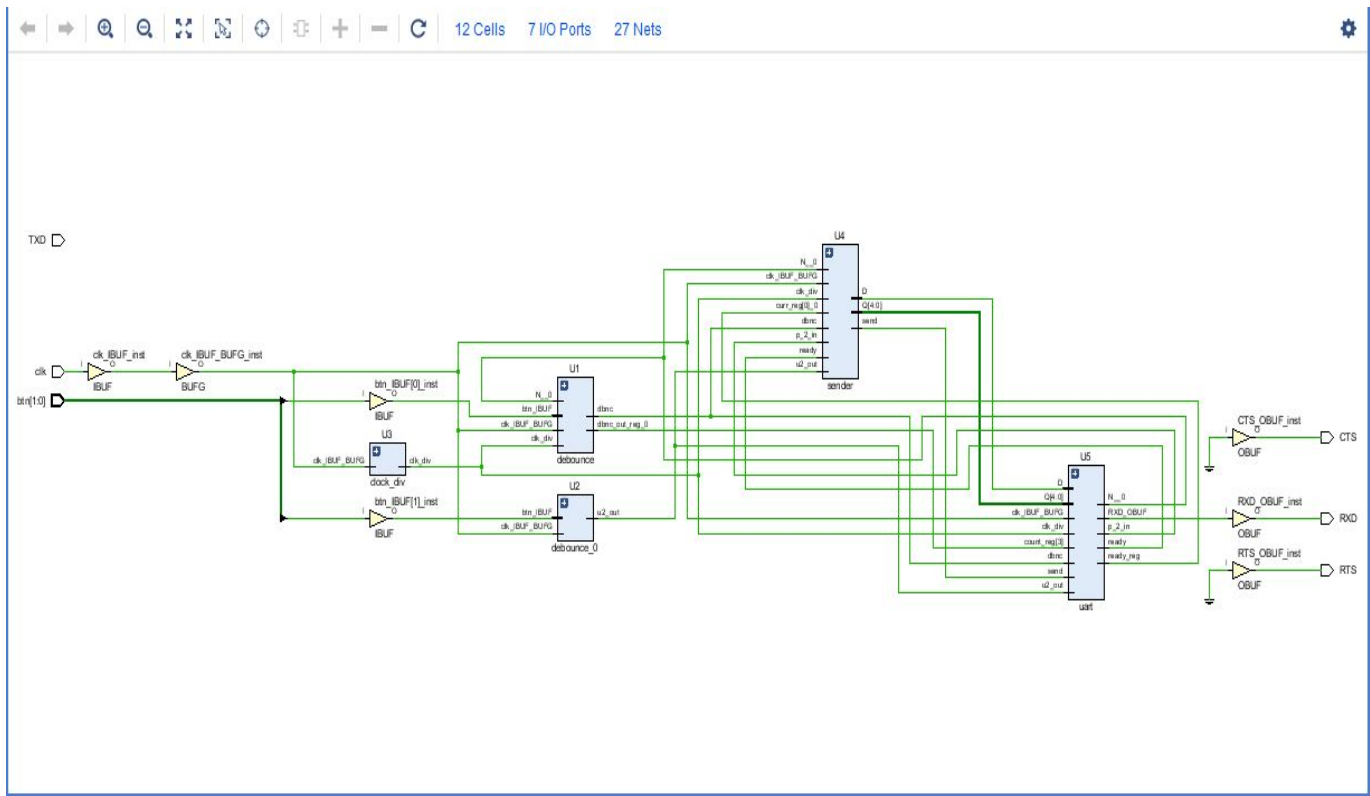 12 Cells 7 I/O Ports 27 Nets
TXD
clk
clk_IBUF_inst
I
O
IBUF
clk_IBUF_BUFG_inst
I
O
BUFG
btn[1:0]
btn_IBUF[0]_inst
I
O
IBUF
U3
clk_IBUF_BUFG
clk_div
clock_div
btn_IBUF[1]_inst
I
O
IBUF
U1
N__0
btn_IBUF
clk_IBUF_BUFG
clk_div
dbnc
dbnc_out_reg_0
debounce
U2
btn_IBUF
clk_IBUF_BUFG
u2_out
debounce_0
U4
N__0
clk_IBUF_BUFG
clk_div
curr_reg[0]_0
dbnc
p_2_in
ready
u2_out
D
Q[4:0]
send
sender
U5
D
Q[4:0]
clk_IBUF_BUFG
clk_div
count_reg[3]
dbnc
send
u2_out
N__0
RXD_OBUF
p_2_in
ready
ready_reg
uart
CTS_OBUF_inst
I
O
OBUF
CTS
RXD_OBUF_inst
I
O
OBUF
RXD
RTS_OBUF_inst
I
O
OBUF
RTS